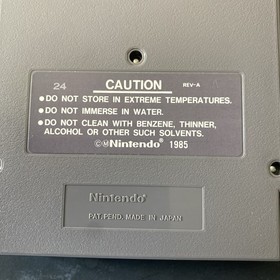 24 CAUTION REV-A
●DO NOT STORE IN EXTREME TEMPERATURES.
●DO NOT IMMERSE IN WATER.
●DO NOT CLEAN WITH BENZENE, THINNER,
ALCOHOL OR OTHER SUCH SOLVENTS.
©ⓂNintendo® 1985
Nintendo®
PAT. PEND. MADE IN JAPAN